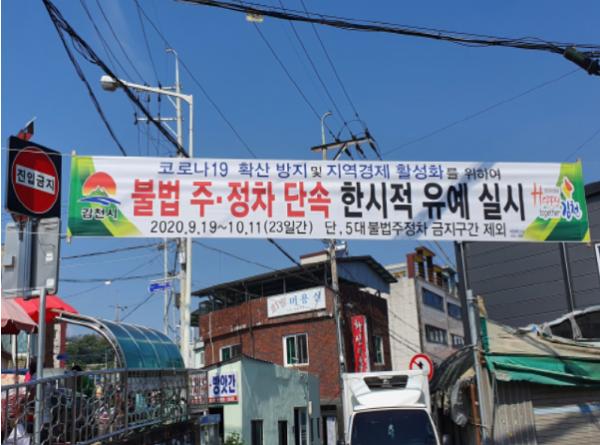 코로나19 확산 방지 및 지역경제 활성화를 위하여
김천시
불법 주·정차 단속 한시적 유예 실시
Happy together 김천
2020.9.19~10.11(23일간) 단, 5대 불법주정차 금지구간 제외
진입금지
미용실
방앗간